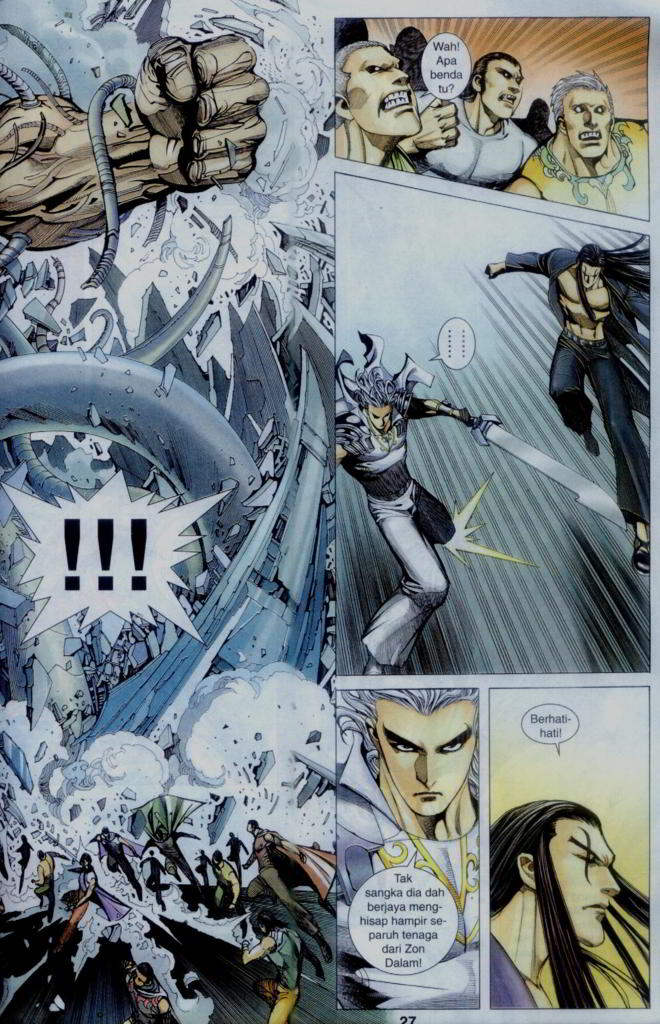 Wah!
Apa
benda
tu?
!!!
Berhati-
hati!
Tak
sangka dia dah
berjaya meng-
hisap hampir se-
paruh tenaga
dari Zon
Dalam!
27